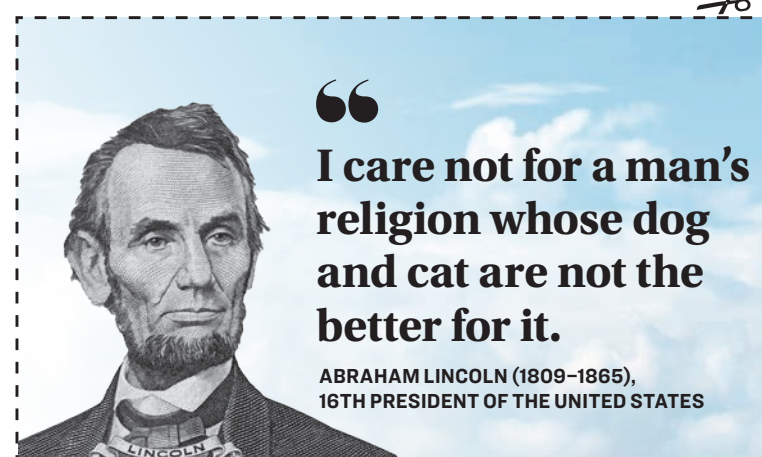 “
I care not for a man’s
religion whose dog
and cat are not the
better for it.
ABRAHAM LINCOLN (1809–1865),
16TH PRESIDENT OF THE UNITED STATES
LINCOLN